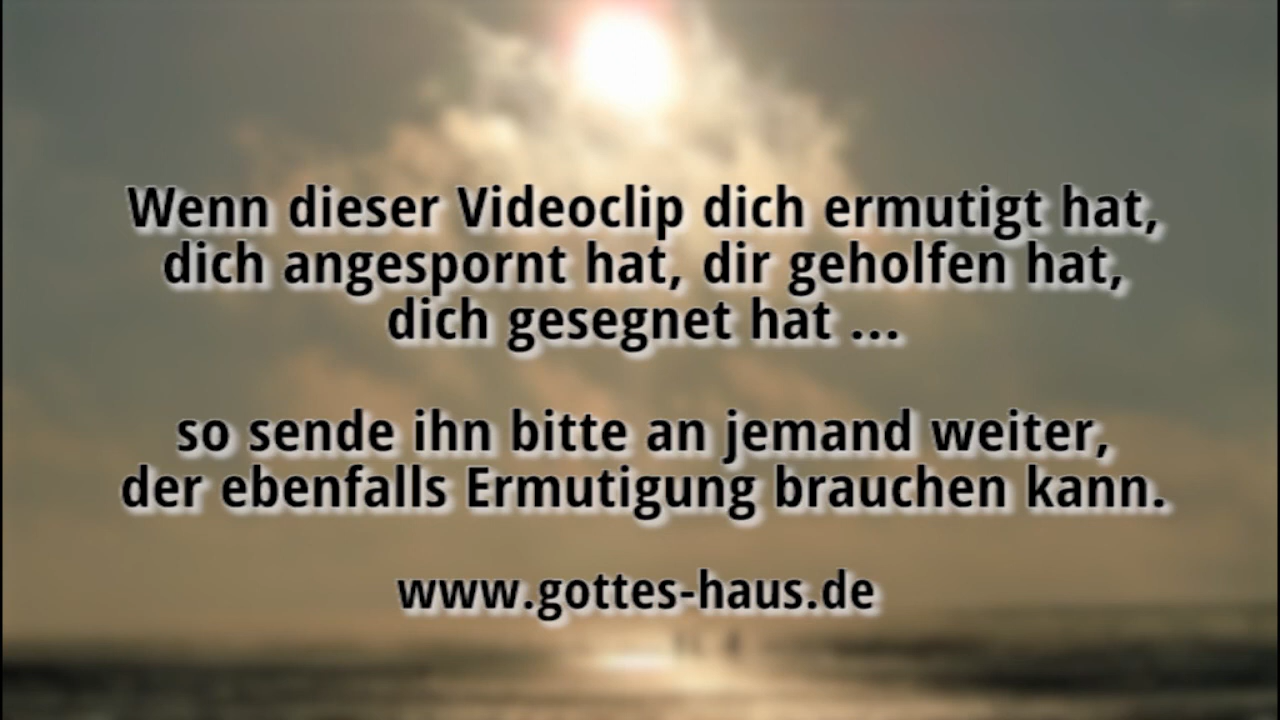 Wenn dieser Videoclip dich ermutigt hat,
dich angespornt hat, dir geholfen hat,
dich gesegnet hat ...
so sende ihn bitte an jemand weiter,
der ebenfalls Ermutigung brauchen kann.
www.gottes-haus.de